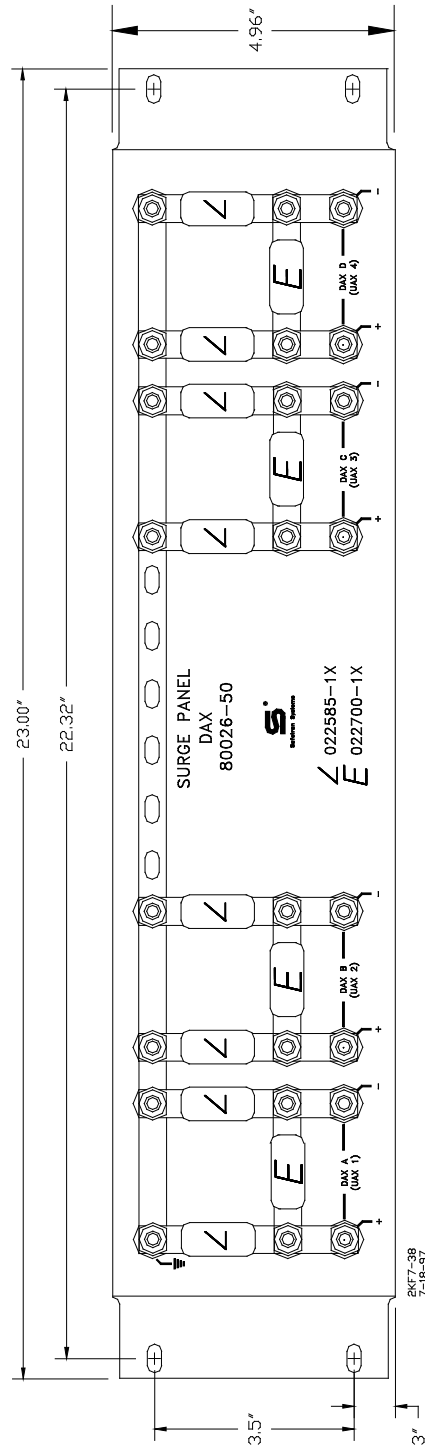 23.00"
22.32"
4.96"
SURGE PANEL
DAX
80026-50
S
Safetran Systems
∠ 022585-1X
E 022700-1X
∠ ∠ ∠ ∠ ∠ ∠ ∠ ∠
E E E E
+ - + - + - + -
DAX A
(UAX 1)
DAX B
(UAX 2)
DAX C
(UAX 3)
DAX D
(UAX 4)
3.5"
3"
2KF7-38
7-18-97